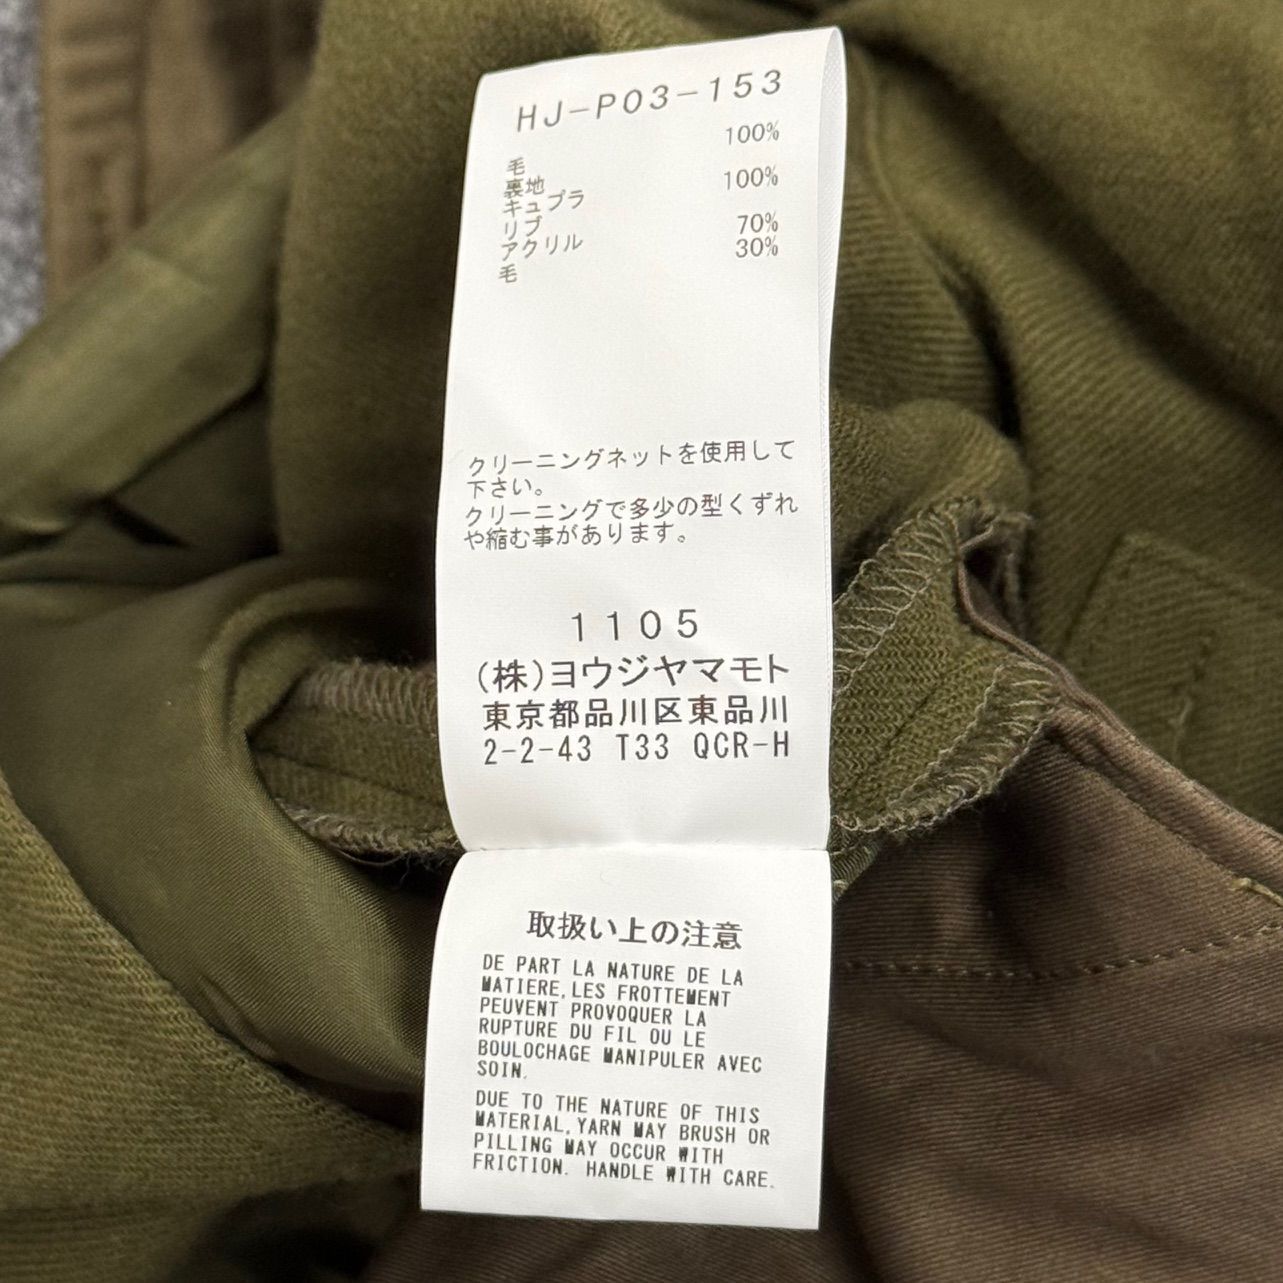 HJ-P03-153
毛 100%
裏地
キュプラ 100%
リブ
アクリル 70%
毛 30%
クリーニングネットを使用して
下さい。
クリーニングで多少の型くずれ
や縮む事があります。
1105
(株)ヨウジヤマモト
東京都品川区東品川
2-2-43 T33 QCR-H
取扱い上の注意
DE PART LA NATURE DE LA
MATIERE,LES FROTTEMENT
PEUVENT PROVOQUER LA
RUPTURE DU FIL OU LE
BOULOCHAGE MANIPULER AVEC
SOIN.
DUE TO THE NATURE OF THIS
MATERIAL,YARN MAY BRUSH OR
PILLING MAY OCCUR WITH
FRICTION. HANDLE WITH CARE.